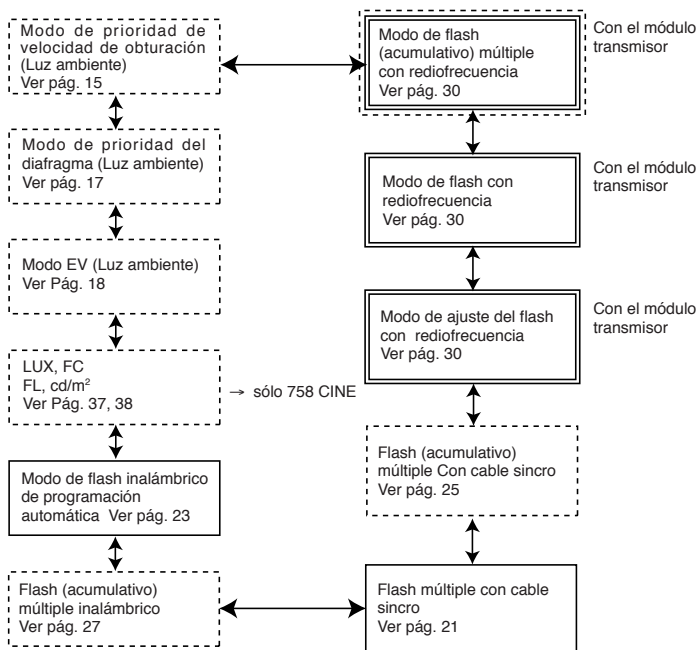 Modo de prioridad de
velocidad de obturación
(Luz ambiente)
Ver pág. 15
Modo de prioridad del
diafragma (Luz ambiente)
Ver pág. 17
Modo EV (Luz ambiente)
Ver Pág. 18
LUX, FC
FL, cd/m²
Ver Pág. 37, 38
→ sólo 758 CINE
Modo de flash inalámbrico
de programación
automática Ver pág. 23
Flash (acumulativo)
múltiple inalámbrico
Ver pág. 27
Modo de flash
(acumulativo) múltiple
con rediofrecuencia
Ver pág. 30
Con el módulo
transmisor
Modo de flash con
rediofrecuencia
Ver pág. 30
Con el módulo
transmisor
Modo de ajuste del flash
con rediofrecuencia
Ver pág. 30
Con el módulo
transmisor
Flash (acumulativo)
múltiple Con cable sincro
Ver pág. 25
Flash múltiple con cable
sincro
Ver pág. 21